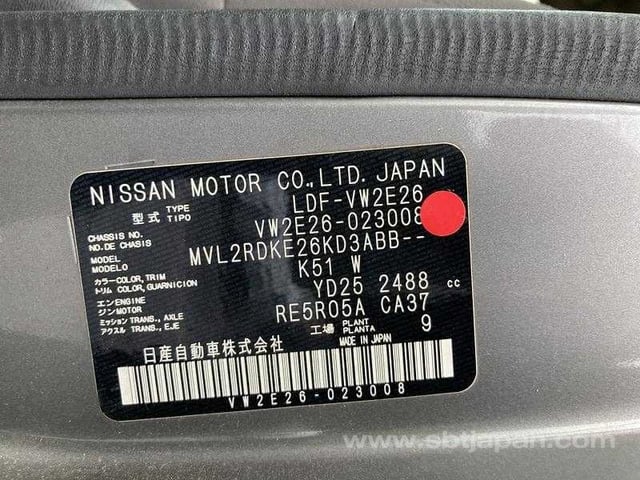 NISSAN MOTOR CO.,LTD. JAPAN
型式 TYPE TIPO LDF-VW2E26
CHASSIS NO. NO. DE CHASSIS VW2E26-023008
MODEL MODELO MVL2RDKE26KD3ABB--
カラー COLOR, TRIM トリム COLOR, GUARNICION K51 W
エンジン ENGINE MOTOR YD25 2488 cc
ミッション TRANS., AXLE アクスル TRANS., EJE RE5R05A CA37
工場 PLANT PLANTA 9
日産自動車株式会社 MADE IN JAPAN
VW2E26-023008
www.sbtjapan.com